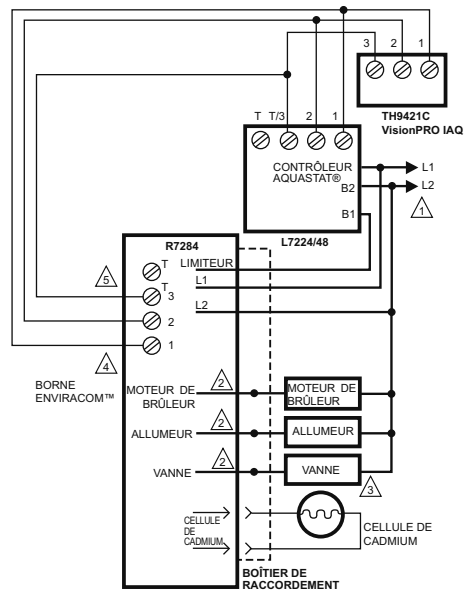 3
2
1
TH9421C
VisionPRO IAQ
T
T/3
2
1
CONTRÔLEUR
AQUASTAT®
L1
B2
L2
1
B1
L7224/48
R7284
LIMITEUR
T
L1
5
T
3
L2
2
1
4
BORNE
ENVIRACOM™
MOTEUR DE
BRÛLEUR
2
MOTEUR DE
BRÛLEUR
ALLUMEUR
2
ALLUMEUR
VANNE
2
VANNE
3
CELLULE
DE
CADMIUM
CELLULE DE
CADMIUM
BOÎTIER DE
RACCORDEMENT